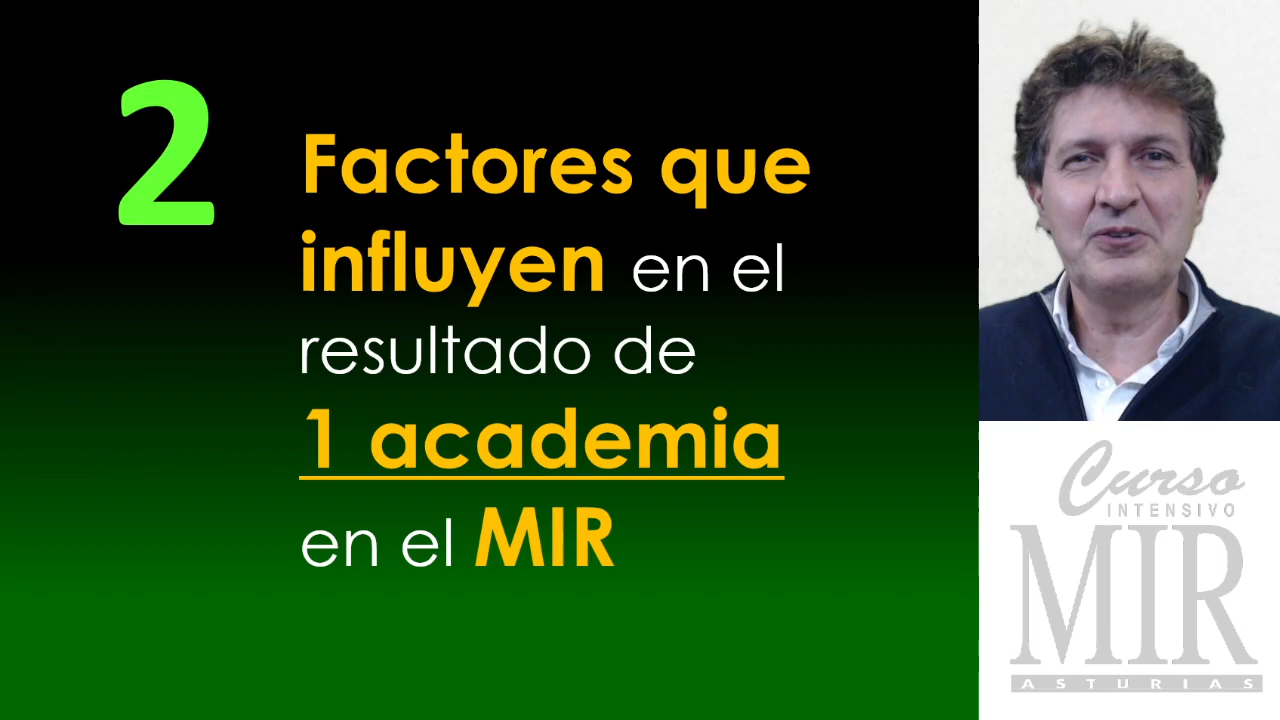 2
Factores que
influyen en el
resultado de
1 academia
en el MIR
Curso
INTENSIVO
MIR
ASTURIAS